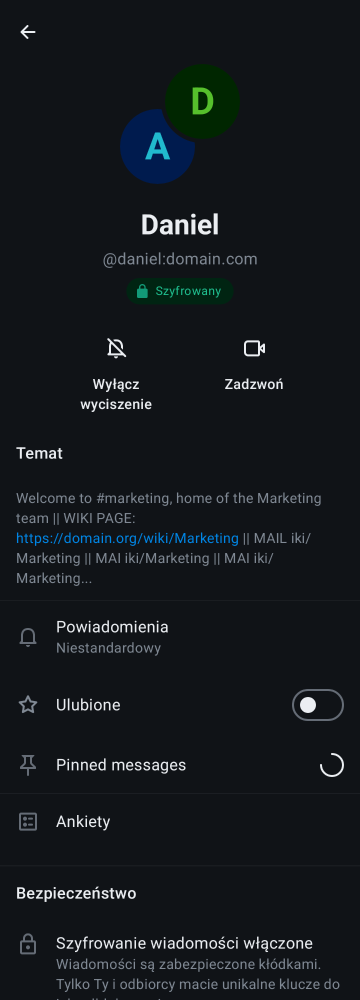 D
A
Daniel
@daniel:domain.com
Szyfrowany
Wyłącz
wyciszenie
Zadzwoń
Temat
Welcome to #marketing, home of the Marketing
team || WIKI PAGE:
https://domain.org/wiki/Marketing || MAIL iki/
Marketing || MAI iki/Marketing || MAI iki/
Marketing...
Powiadomienia
Niestandardowy
Ulubione
Pinned messages
Ankiety
Bezpieczeństwo
Szyfrowanie wiadomości włączone
Wiadomości są zabezpieczone kłódkami.
Tylko Ty i odbiorcy macie unikalne klucze do